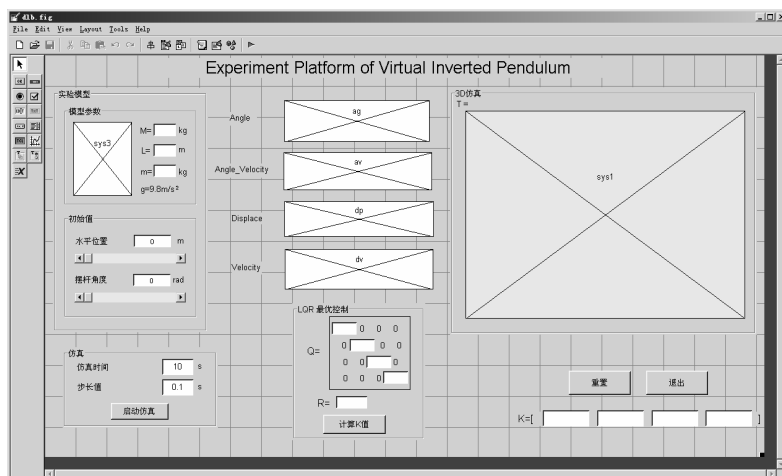 dlb.fig
File Edit View Layout Tools Help
Experiment Platform of Virtual Inverted Pendulum
实验模型
模型参数
sys3
M= kg
L= m
m= kg
g=9.8m/s²
初始值
水平位置 0 m
摆杆角度 0 rad
仿真
仿真时间 10 s
步长值 0.1 s
启动仿真
Angle ag
Angle_Velocity av
Displace dp
Velocity dv
LQR 最优控制
Q=
0 0 0
0 0 0
0 0 0
0 0 0
R=
计算K值
3D仿真
T =
sys1
重置 退出
K=[ ]